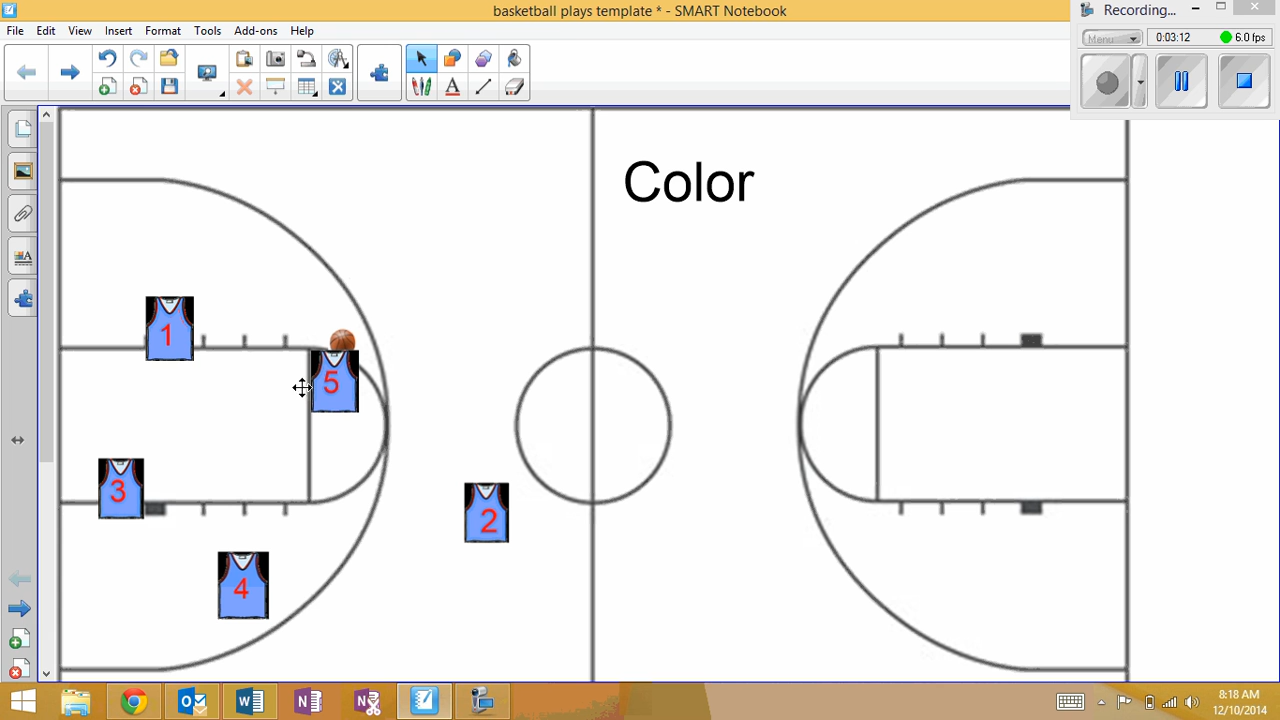 basketball plays template * - SMART Notebook
Recording...
File Edit View Insert Format Tools Add-ons Help
Menu 0:03:12 6.0 fps
Color
1
5
3
2
4
8:18 AM
12/10/2014